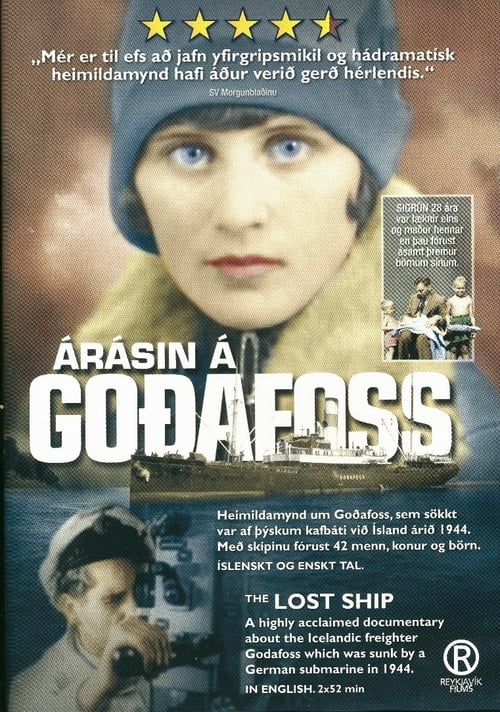 „Mér er til efs að jafn yfirgripsmikil og hádramatísk
heimildamynd hafi áður verið gerð hérlendis.“
SV Morgunblaðinu
SIGRÚN 28 ára
var læknir eins
og maður hennar
en þau fórust
ásamt þremur
börnum sínum.
ÁRÁSIN Á
GOÐAFOSS
GODAFOSS
Heimildamynd um Goðafoss, sem sökkt
var af þýskum kafbáti við Ísland árið 1944.
Með skipinu fórust 42 menn, konur og börn.
ÍSLENSKT OG ENSKT TAL.
THE LOST SHIP
A highly acclaimed documentary
about the Icelandic freighter
Godafoss which was sunk by a
German submarine in 1944.
IN ENGLISH. 2x52 min
R
REYKJAVÍK
FILMS